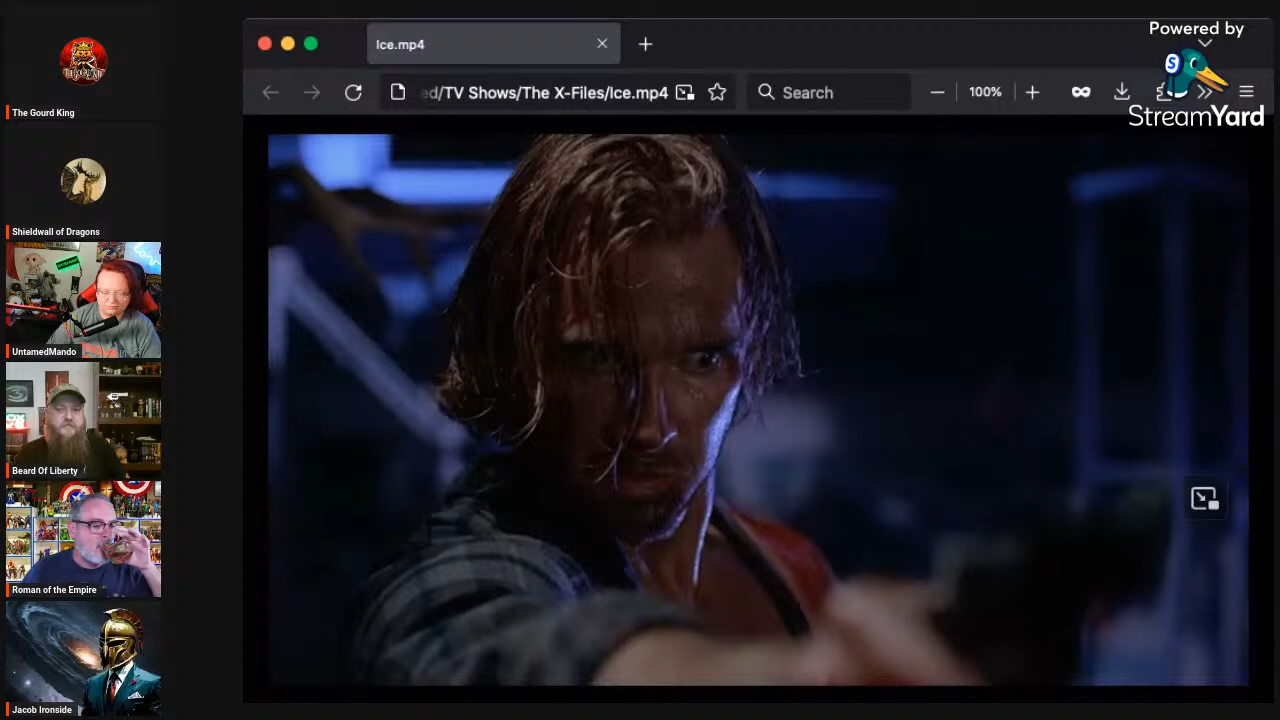 Ice.mp4
Powered by
ed/TV Shows/The X-Files/Ice.mp4
Search
100%
StreamYard
The Gourd King
Shieldwall of Dragons
UntamedMando
Beard Of Liberty
Roman of the Empire
Jacob Ironside